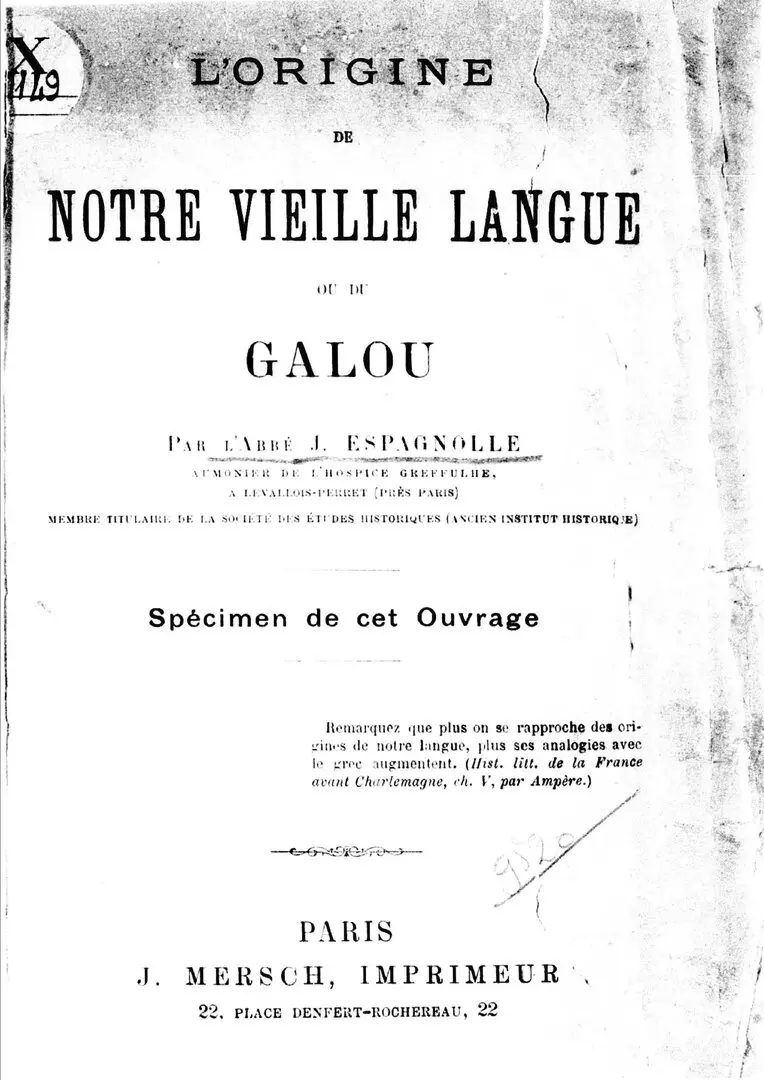 X
L'ORIGINE
DE
NOTRE VIEILLE LANGUE
OU DU
GALOU
PAR L'ABBÉ J. ESPAGNOLLE
AUMONIER DE L'HOSPICE GREFFULHE,
A LEVALLOIS-PERRET (PRÈS PARIS)
MEMBRE TITULAIRE DE LA SOCIÉTÉ DES ÉTUDES HISTORIQUES (ANCIEN INSTITUT HISTORIQUE)
Spécimen de cet Ouvrage
Remarquez que plus on se rapproche des ori-
gines de notre langue, plus ses analogies avec
le grec augmentent. (Hist. litt. de la France
avant Charlemagne, ch. V, par Ampère.)
PARIS
J. MERSCH, IMPRIMEUR
22, PLACE DENFERT-ROCHEREAU, 22